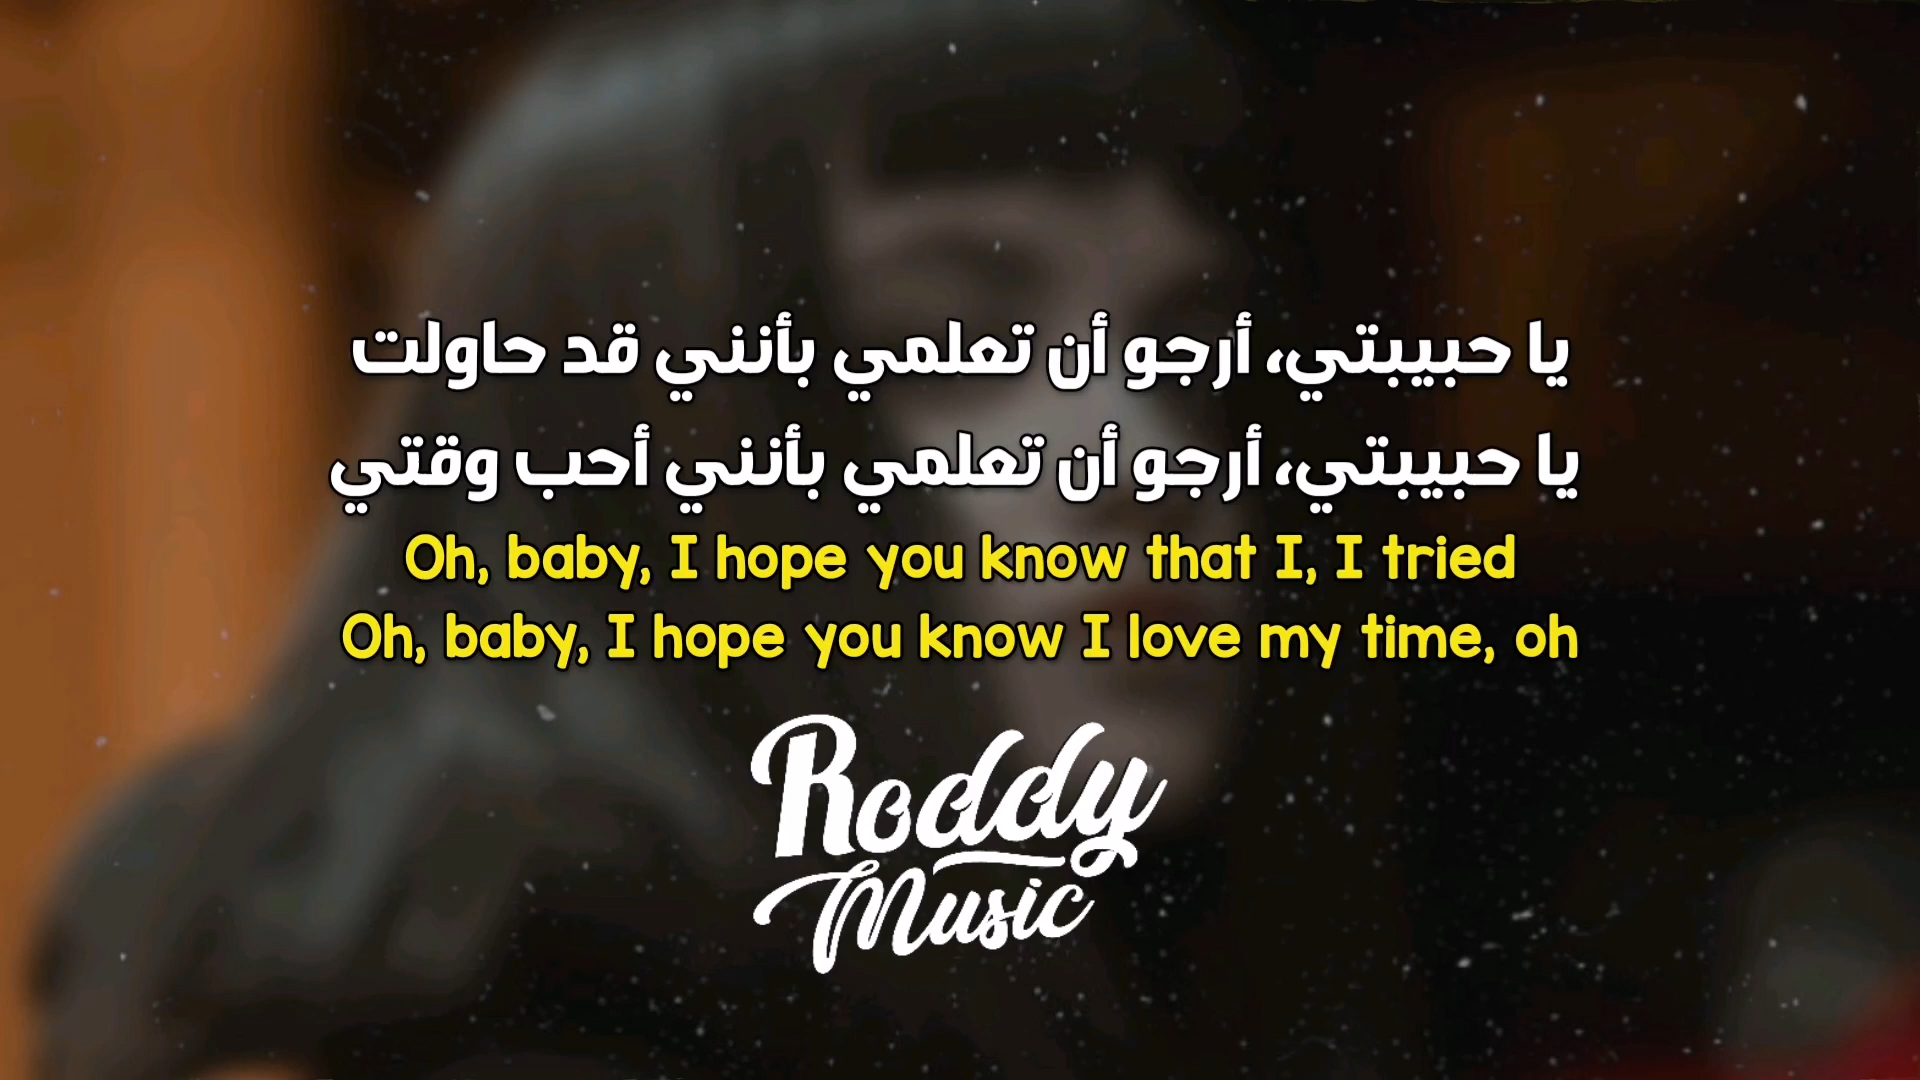 يا حبيبتي، أرجو أن تعلمي بأنني قد حاولت
يا حبيبتي، أرجو أن تعلمي بأنني أحب وقتي
Oh, baby, I hope you know that I, I tried
Oh, baby, I hope you know I love my time, oh
Roddy
Music